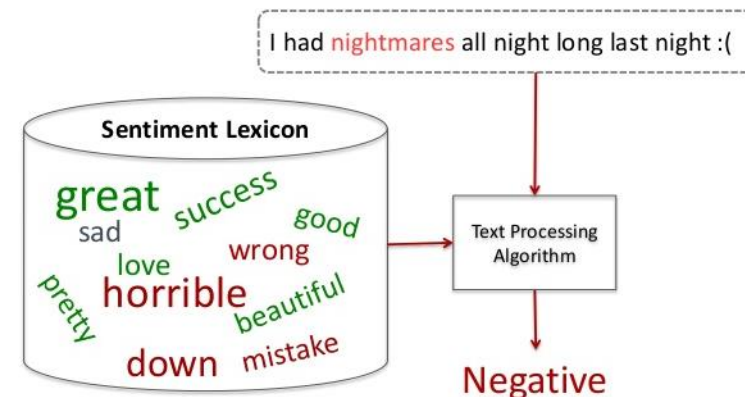 I had nightmares all night long last night :(
Sentiment Lexicon
great
success
sad
good
love
wrong
horrible
pretty
beautiful
down
mistake
Text Processing
Algorithm
Negative